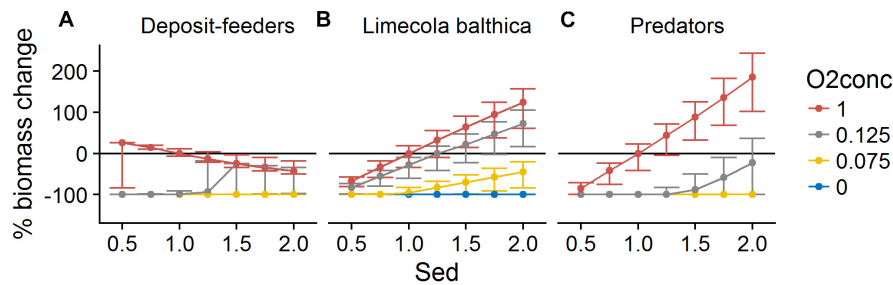 A Deposit-feeders B Limecola balthica C Predators
% biomass change
200
100
0
-100
0.5 1.0 1.5 2.0 0.5 1.0 1.5 2.0 0.5 1.0 1.5 2.0
Sed
O2conc
1
0.125
0.075
0